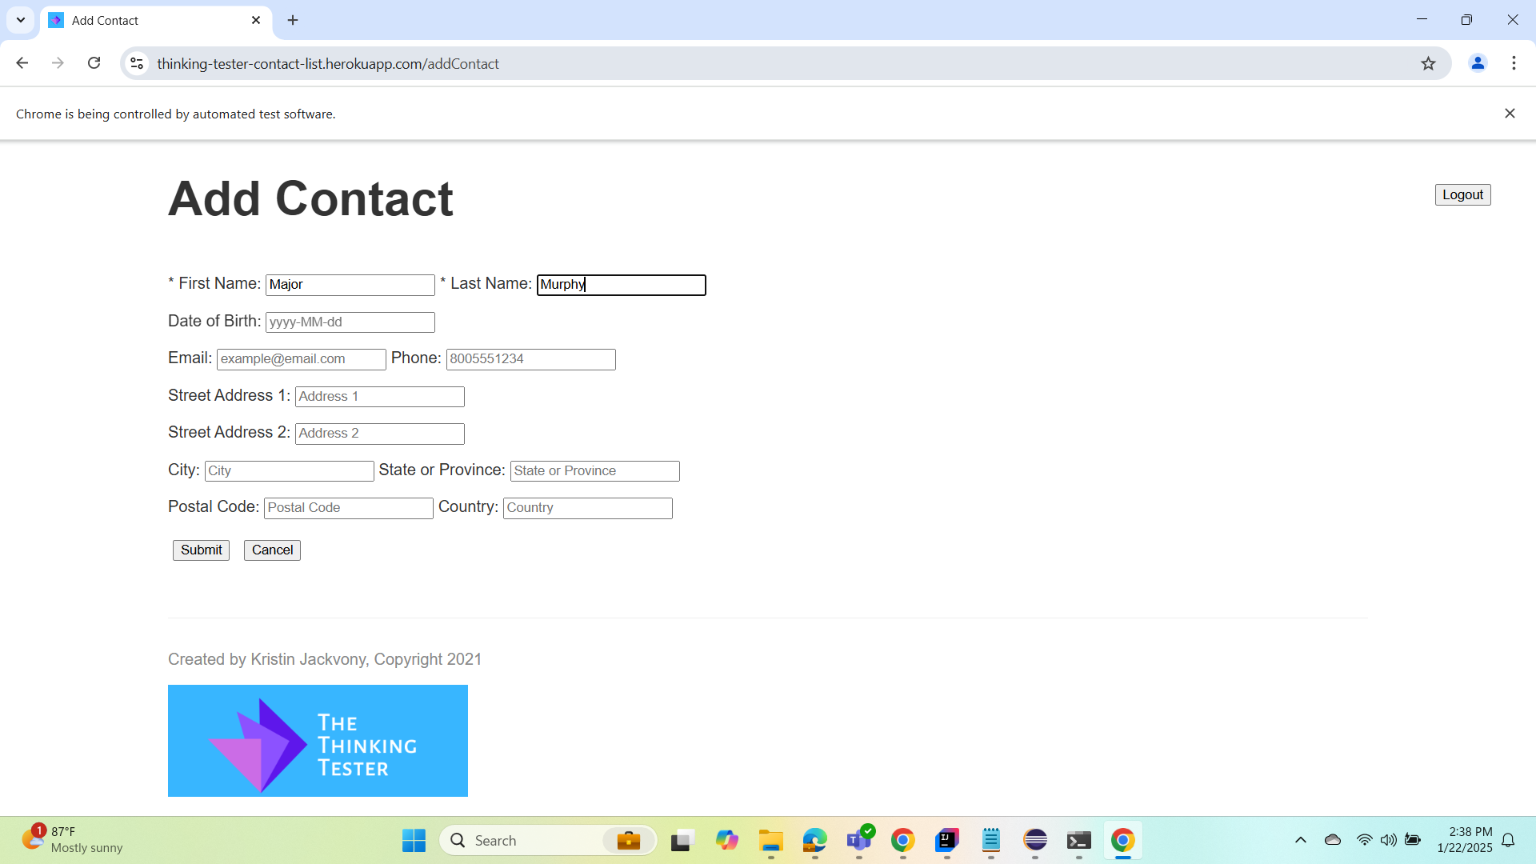 Add Contact
thinking-tester-contact-list.herokuapp.com/addContact
Chrome is being controlled by automated test software.
Add Contact
Logout
* First Name: Major * Last Name: Murphy
Date of Birth: yyyy-MM-dd
Email: example@email.com Phone: 8005551234
Street Address 1: Address 1
Street Address 2: Address 2
City: City State or Province: State or Province
Postal Code: Postal Code Country: Country
Submit Cancel
Created by Kristin Jackvony, Copyright 2021
THE
THINKING
TESTER
1
87°F
Mostly sunny
Search
2:38 PM
1/22/2025